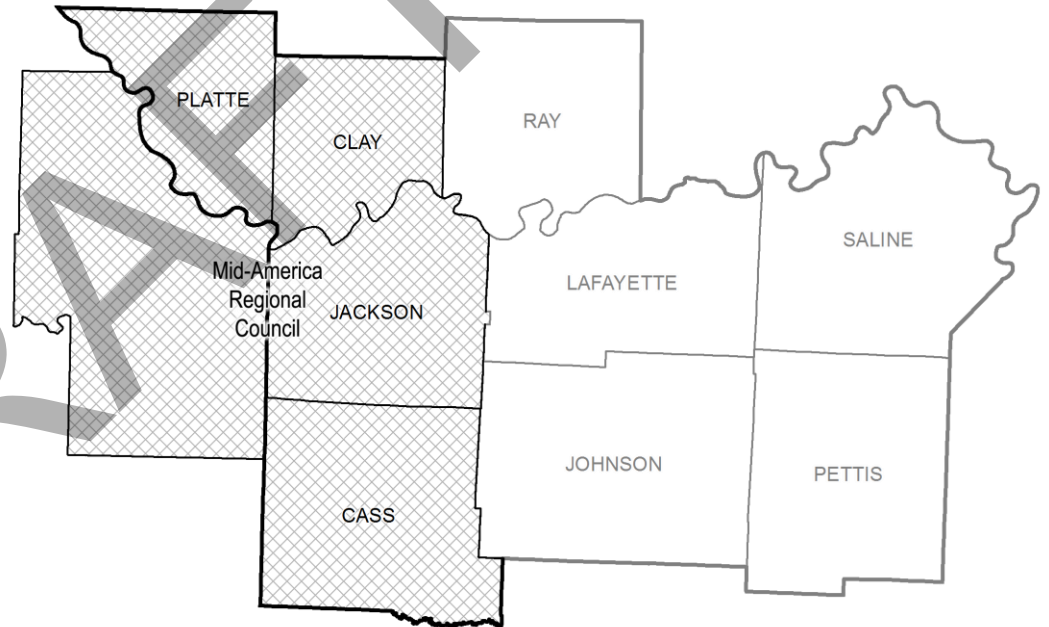 PLATTE
CLAY
RAY
SALINE
Mid-America
Regional
Council
JACKSON
LAFAYETTE
JOHNSON
PETTIS
CASS